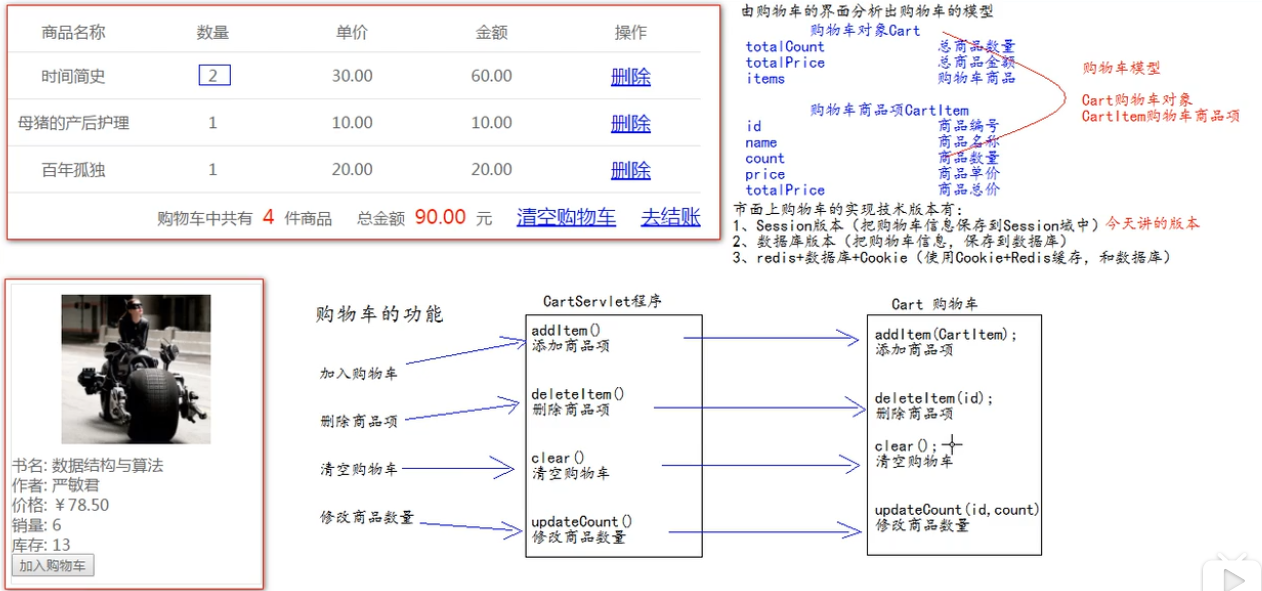 商品名称 数量 单价 金额 操作
时间简史 2 30.00 60.00 删除
母猪的产后护理 1 10.00 10.00 删除
百年孤独 1 20.00 20.00 删除
购物车中共有 4 件商品 总金额 90.00 元 清空购物车 去结账
由购物车的界面分析出购物车的模型
购物车对象Cart
totalCount 总商品数量
totalPrice 总商品金额
items 购物车商品
购物车商品项CartItem
id 商品编号
name 商品名称
count 商品数量
price 商品单价
totalPrice 商品总价
购物车模型
Cart购物车对象
CartItem购物车商品项
市面上购物车的实现技术版本有:
1、Session版本（把购物车信息保存到Session域中）今天讲的版本
2、数据库版本（把购物车信息，保存到数据库）
3、redis+数据库+Cookie（使用Cookie+Redis缓存，和数据库）
书名: 数据结构与算法
作者: 严敏君
价格: ￥78.50
销量: 6
库存: 13
加入购物车
购物车的功能
加入购物车
删除商品项
清空购物车
修改商品数量
CartServlet程序
addItem()
添加商品项
deleteItem()
删除商品项
clear()
清空购物车
updateCount()
修改商品数量
Cart 购物车
addItem(CartItem);
添加商品项
deleteItem(id);
删除商品项
clear();
清空购物车
updateCount(id,count)
修改商品数量